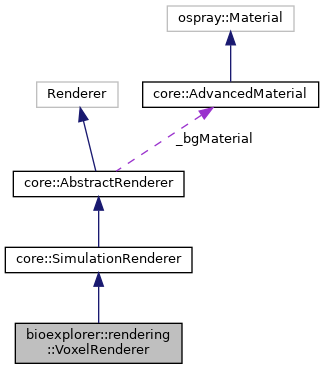 ospray::Material
Renderer
core::AdvancedMaterial
_bgMaterial
core::AbstractRenderer
core::SimulationRenderer
bioexplorer::rendering
::VoxelRenderer